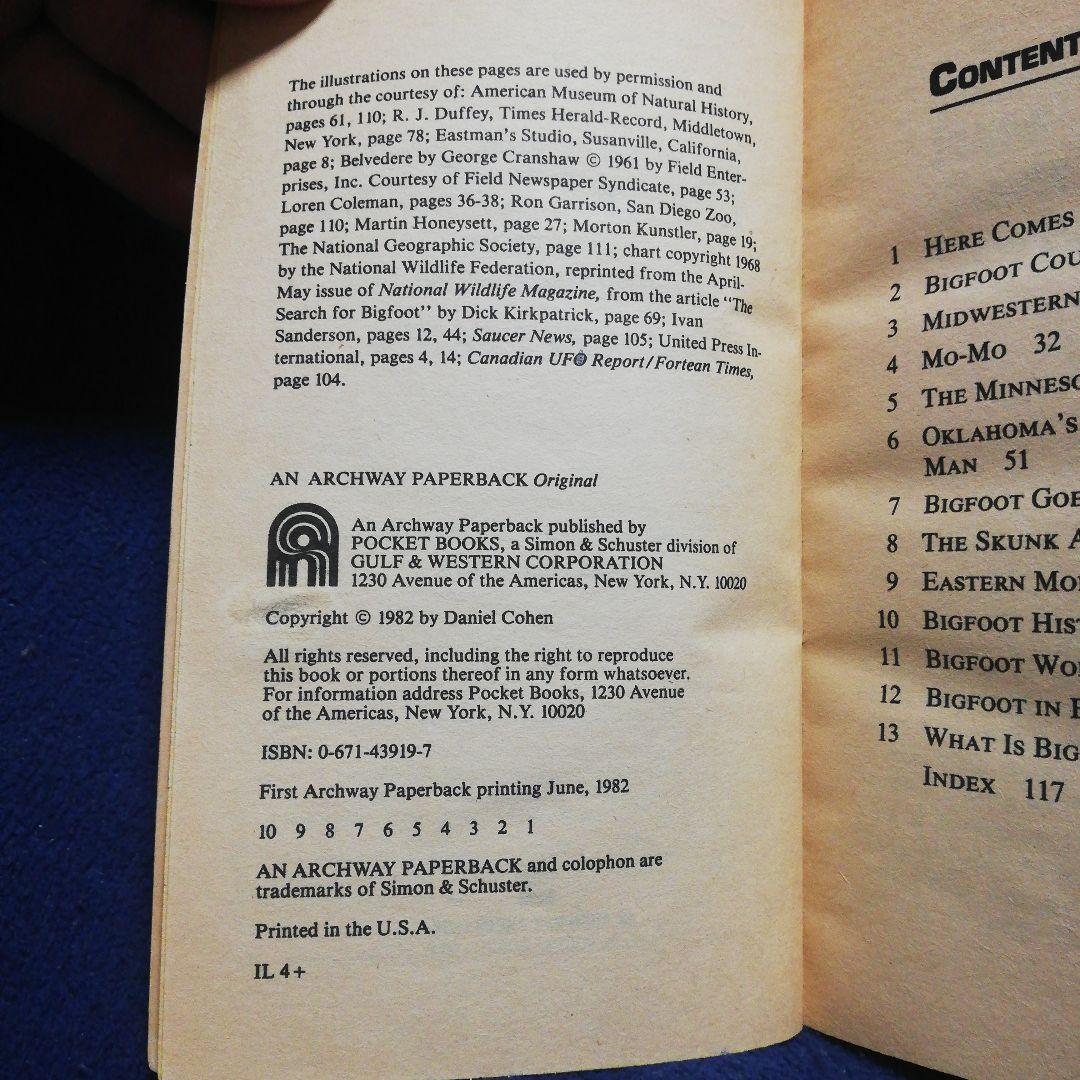 The illustrations on these pages are used by permission and
through the courtesy of: American Museum of Natural History,
pages 61, 110; R. J. Duffey, Times Herald-Record, Middletown,
New York, page 78; Eastman's Studio, Susanville, California,
page 8; Belvedere by George Cranshaw © 1961 by Field Enter-
prises, Inc. Courtesy of Field Newspaper Syndicate, page 53;
Loren Coleman, pages 36-38; Ron Garrison, San Diego Zoo,
page 110; Martin Honeysett, page 27; Morton Kunstler, page 19;
The National Geographic Society, page 111; chart copyright 1968
by the National Wildlife Federation, reprinted from the April-
May issue of National Wildlife Magazine, from the article "The
Search for Bigfoot" by Dick Kirkpatrick, page 69; Ivan
Sanderson, pages 12, 44; Saucer News, page 105; United Press In-
ternational, pages 4, 14; Canadian UFO Report/Fortean Times,
page 104.
AN ARCHWAY PAPERBACK Original
An Archway Paperback published by
POCKET BOOKS, a Simon & Schuster division of
GULF & WESTERN CORPORATION
1230 Avenue of the Americas, New York, N.Y. 10020
Copyright © 1982 by Daniel Cohen
All rights reserved, including the right to reproduce
this book or portions thereof in any form whatsoever.
For information address Pocket Books, 1230 Avenue
of the Americas, New York, N.Y. 10020
ISBN: 0-671-43919-7
First Archway Paperback printing June, 1982
10 9 8 7 6 5 4 3 2 1
AN ARCHWAY PAPERBACK and colophon are
trademarks of Simon & Schuster.
Printed in the U.S.A.
IL 4+
CONTENT
1 HERE COMES
2 BIGFOOT COU
3 MIDWESTERN
4 MO-MO 32
5 THE MINNESO
6 OKLAHOMA'S
MAN 51
7 BIGFOOT GOE
8 THE SKUNK A
9 EASTERN MO
10 BIGFOOT HIST
11 BIGFOOT WO
12 BIGFOOT IN
13 WHAT IS BIG
INDEX 117